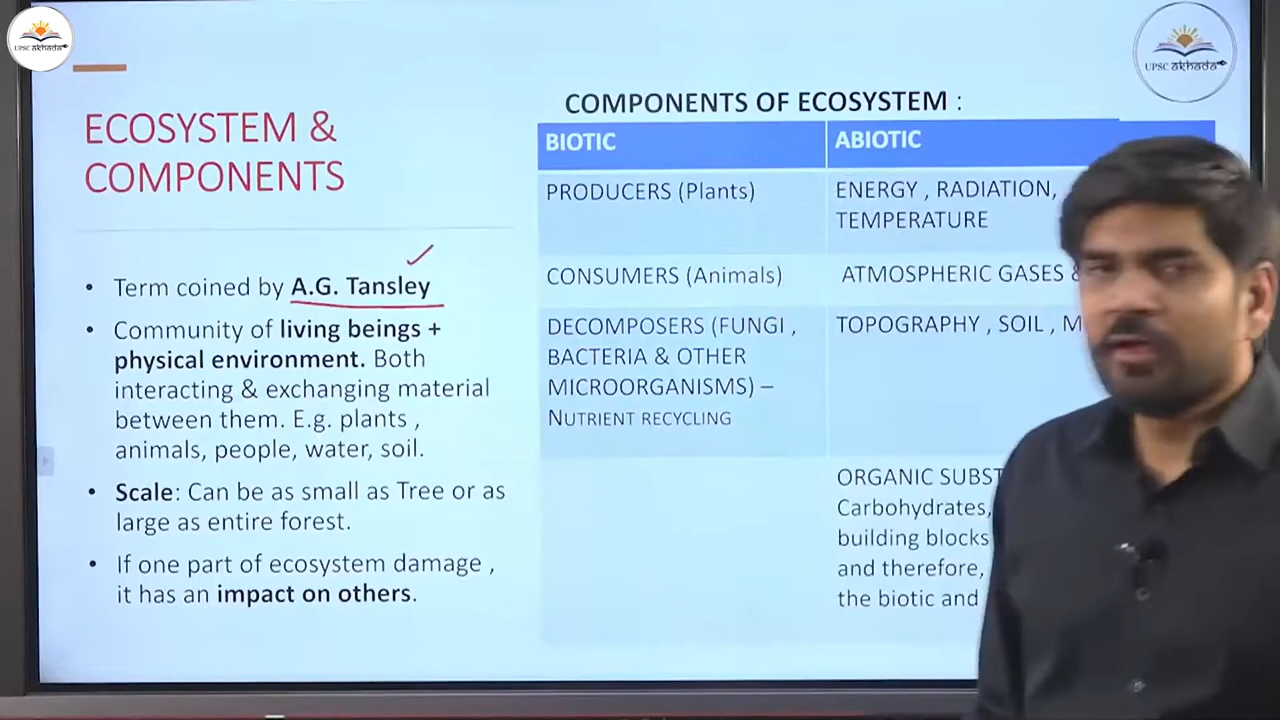 UPSC akhada
UPSC akhada
ECOSYSTEM &
COMPONENTS
• Term coined by A.G. Tansley
• Community of living beings +
physical environment. Both
interacting & exchanging material
between them. E.g. plants ,
animals, people, water, soil.
• Scale: Can be as small as Tree or as
large as entire forest.
• If one part of ecosystem damage ,
it has an impact on others.
COMPONENTS OF ECOSYSTEM :
BIOTIC
ABIOTIC
PRODUCERS (Plants)
ENERGY , RADIATION,
TEMPERATURE
CONSUMERS (Animals)
ATMOSPHERIC GASES &
DECOMPOSERS (FUNGI ,
BACTERIA & OTHER
MICROORGANISMS) –
NUTRIENT RECYCLING
TOPOGRAPHY , SOIL ,
ORGANIC
Carbohydrates,
building blocks
and therefore,
the biotic and